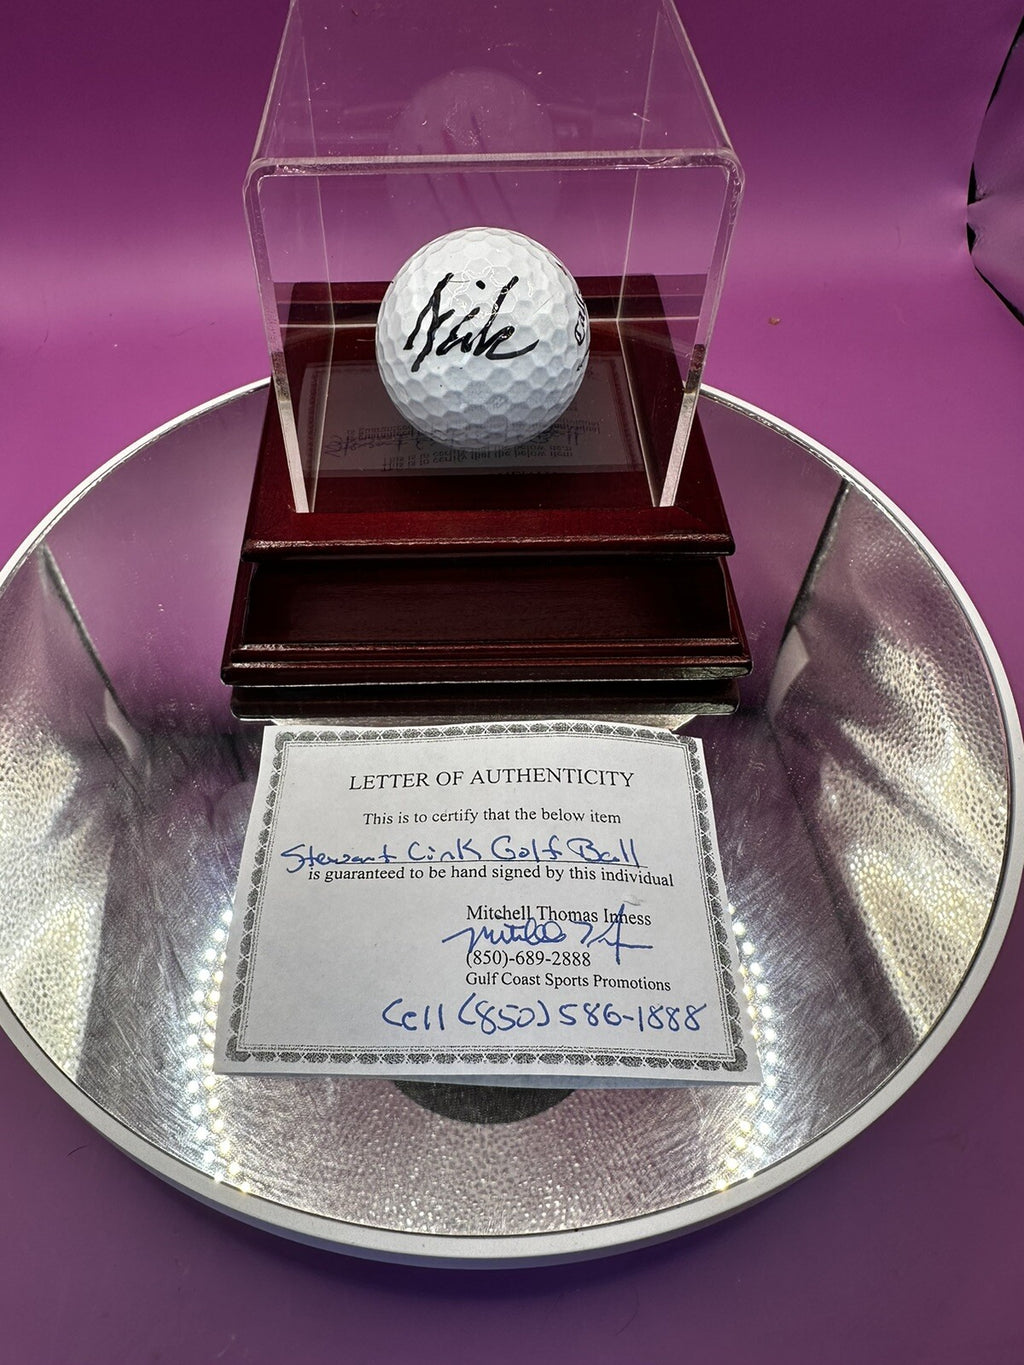 LETTER OF AUTHENTICITY
This is to certify that the below item
Stewart Cink Golf Ball
is guaranteed to be hand signed by this individual
Mitchell Thomas Inness
(850)-689-2888
Gulf Coast Sports Promotions
Cell (850) 586-1888